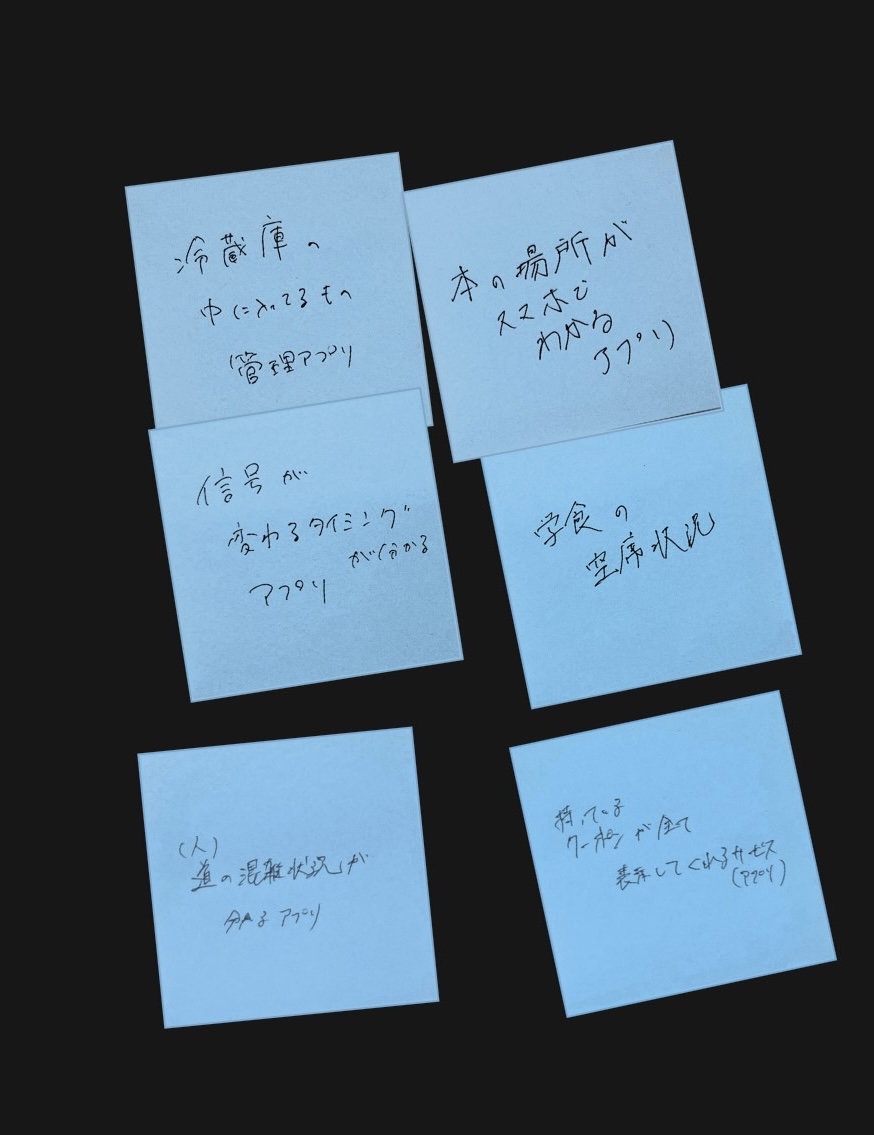 冷蔵庫の
中に入ってるもの
管理アプリ
本の場所が
スマホで
わかる
アプリ
信号が
変わるタイミング
が分かる
アプリ
学食の
空席状況
(人)
道の混雑状況が
分かるアプリ
持っている
クーポンが全て
表示してくれるサービス
(アプリ)